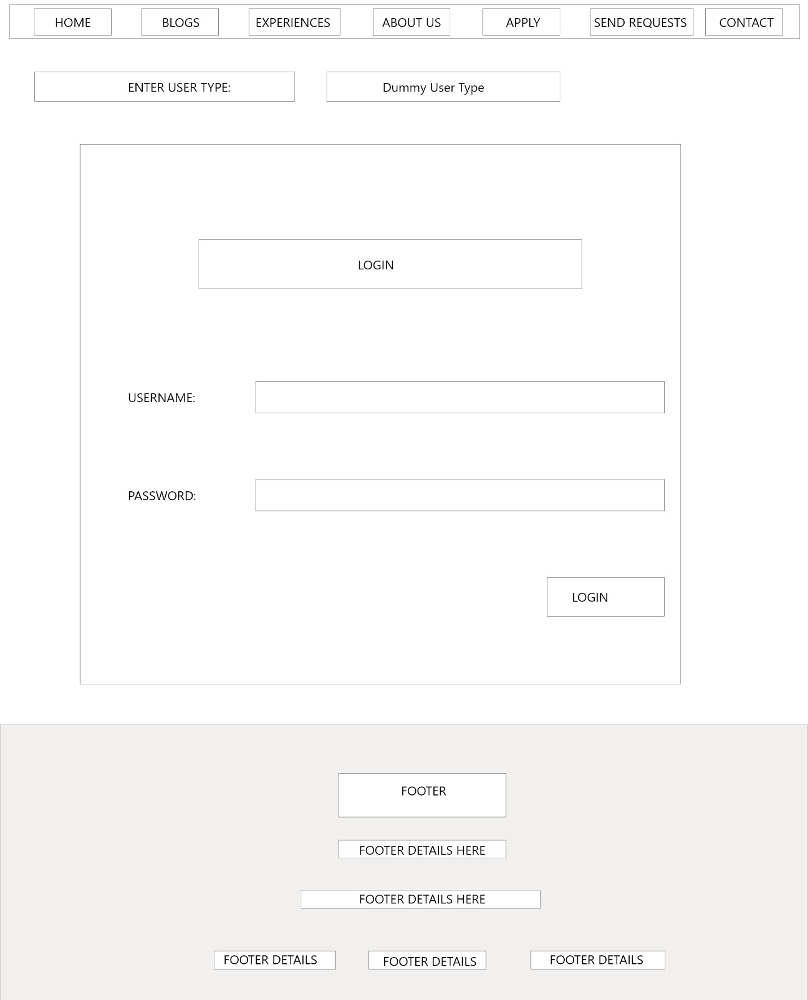 HOME BLOGS EXPERIENCES ABOUT US APPLY SEND REQUESTS CONTACT
ENTER USER TYPE: Dummy User Type
LOGIN
USERNAME:
PASSWORD:
LOGIN
FOOTER
FOOTER DETAILS HERE
FOOTER DETAILS HERE
FOOTER DETAILS FOOTER DETAILS FOOTER DETAILS